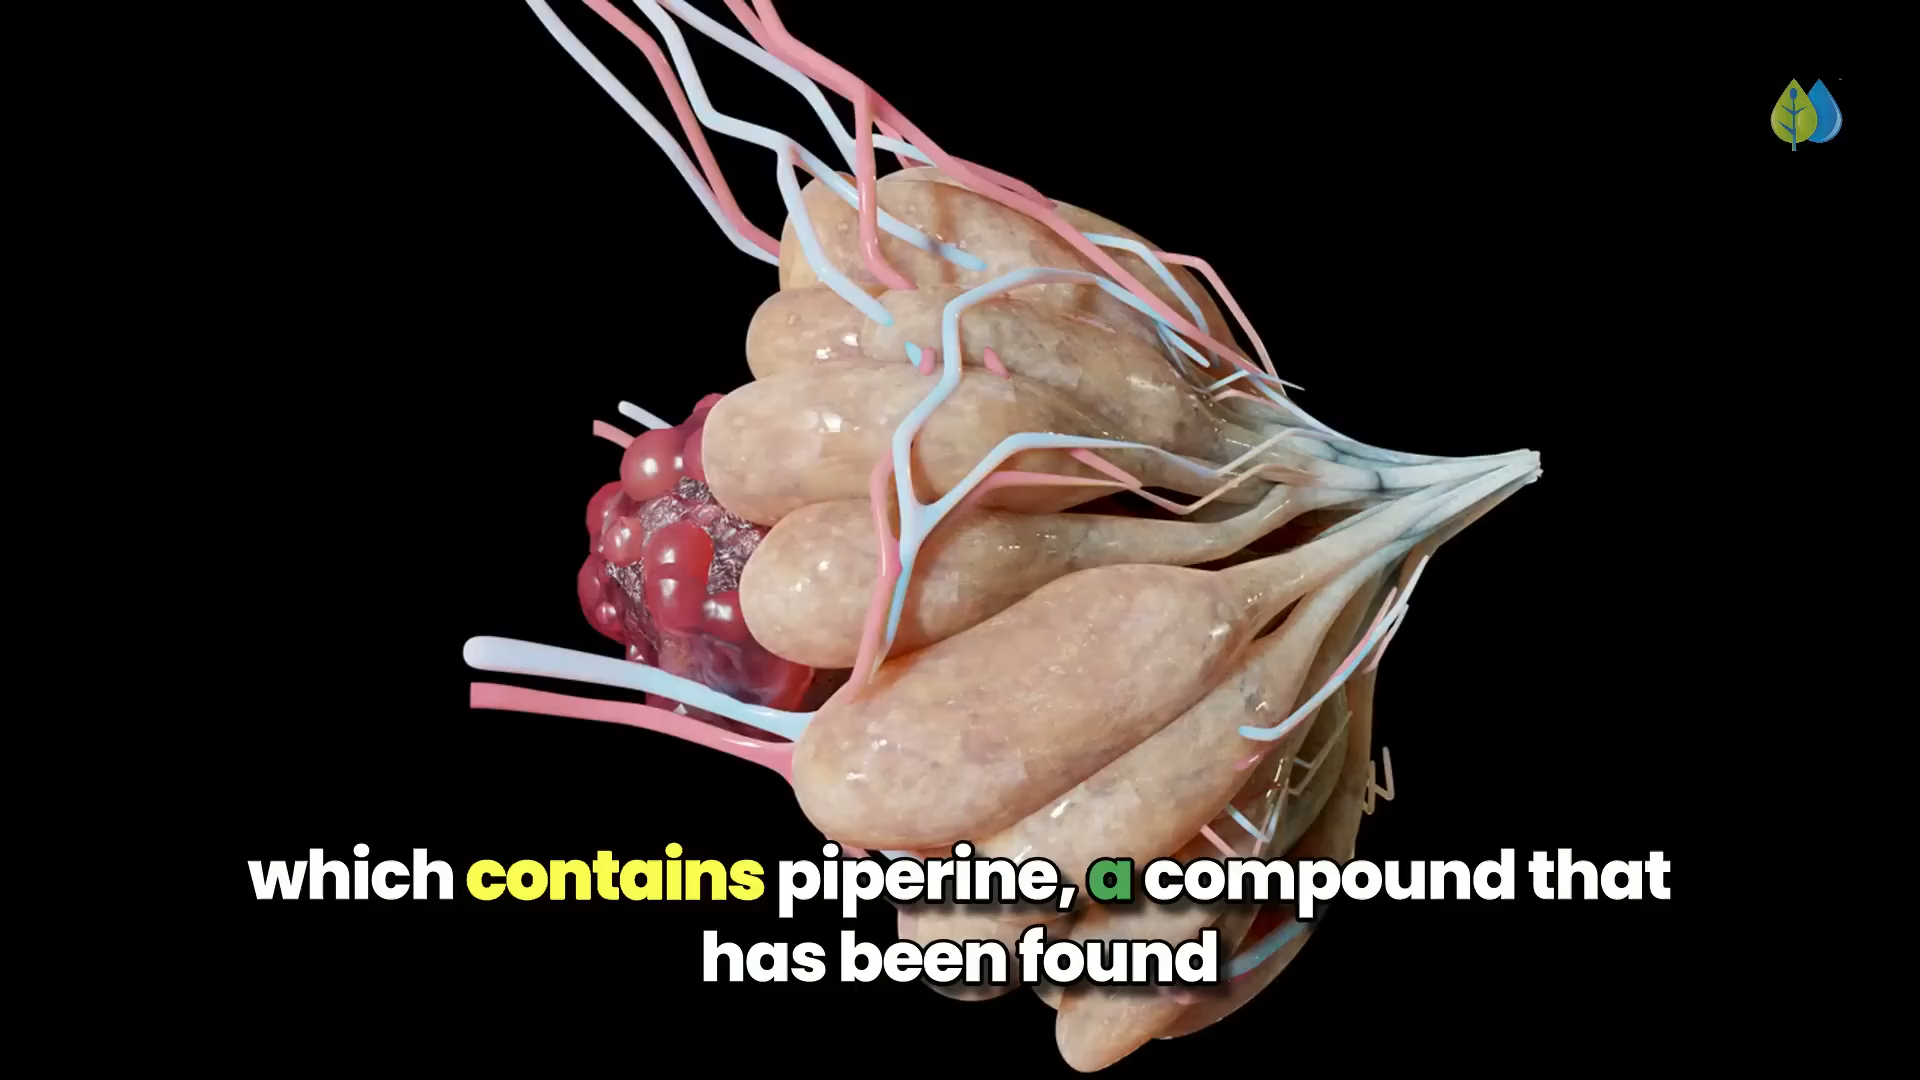 which contains piperine, a compound that
has been found